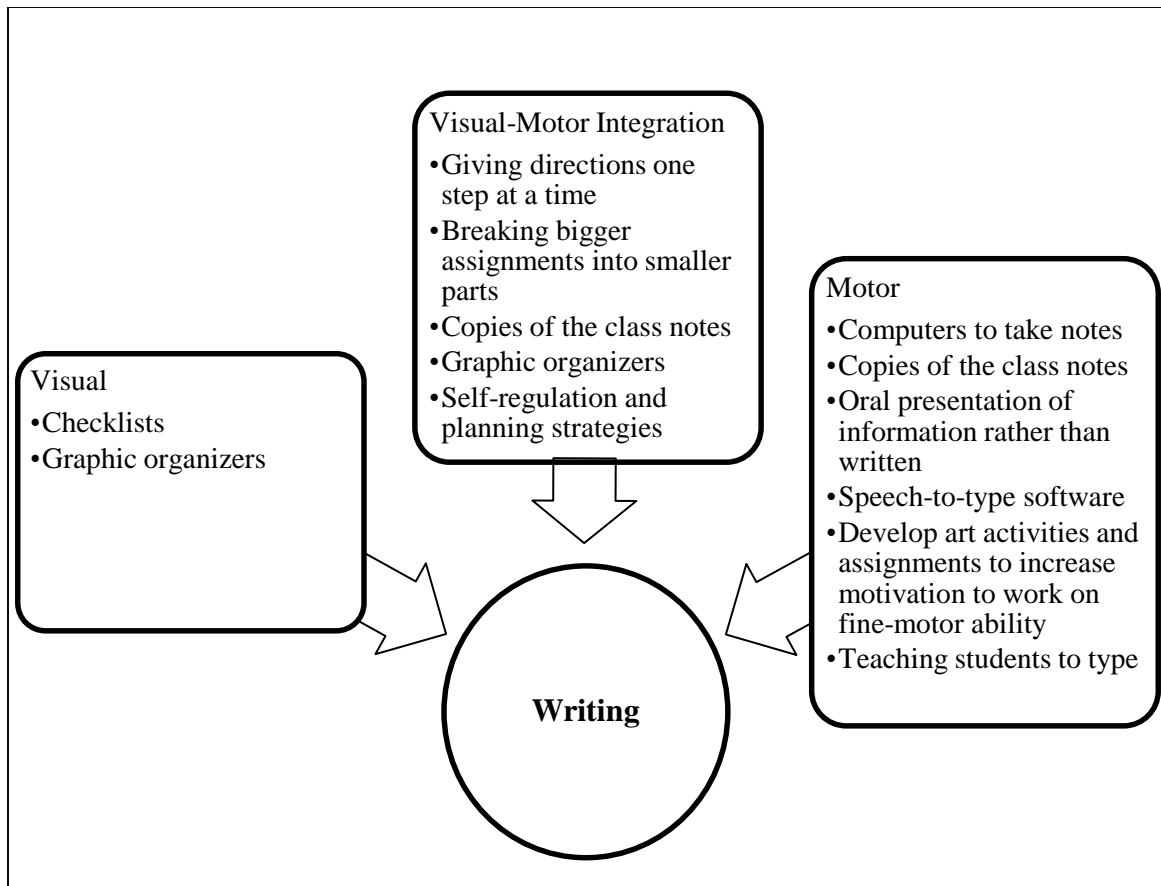 Visual-Motor Integration
•Giving directions one
step at a time
•Breaking bigger
assignments into smaller
parts
•Copies of the class notes
•Graphic organizers
•Self-regulation and
planning strategies
Visual
•Checklists
•Graphic organizers
Motor
•Computers to take notes
•Copies of the class notes
•Oral presentation of
information rather than
written
•Speech-to-type software
•Develop art activities and
assignments to increase
motivation to work on
fine-motor ability
•Teaching students to type
Writing